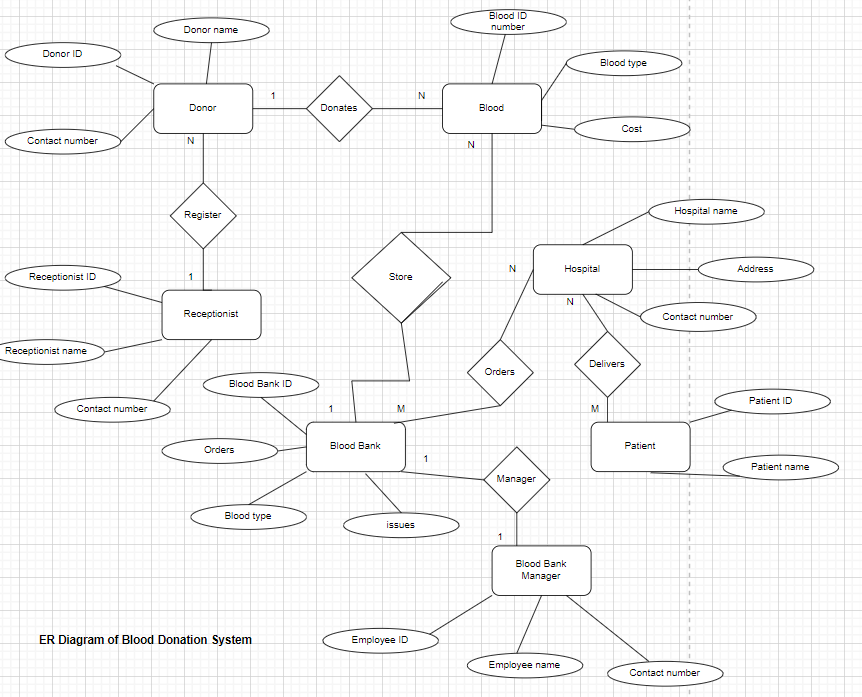 Blood ID
number
Donor name
Donor ID
Blood type
1
N
Donor
Donates
Blood
Cost
Contact number
N
N
Hospital name
Register
N
Hospital
Address
Receptionist ID
1
Store
N
Receptionist
Contact number
Receptionist name
Orders
Delivers
Blood Bank ID
Patient ID
Contact number
1
M
M
Orders
Blood Bank
1
Patient
Patient name
Manager
Blood type
issues
1
Blood Bank
Manager
ER Diagram of Blood Donation System
Employee ID
Employee name
Contact number